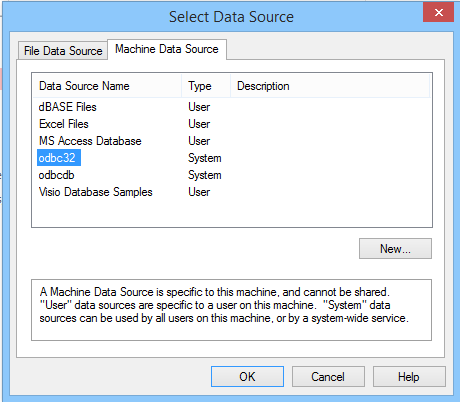 Select Data Source
File Data Source Machine Data Source
Data Source Name Type Description
dBASE Files User
Excel Files User
MS Access Database User
odbc32 System
odbcdb System
Visio Database Samples User
New...
A Machine Data Source is specific to this machine, and cannot be shared.
"User" data sources are specific to a user on this machine. "System" data
sources can be used by all users on this machine, or by a system-wide service.
OK Cancel Help